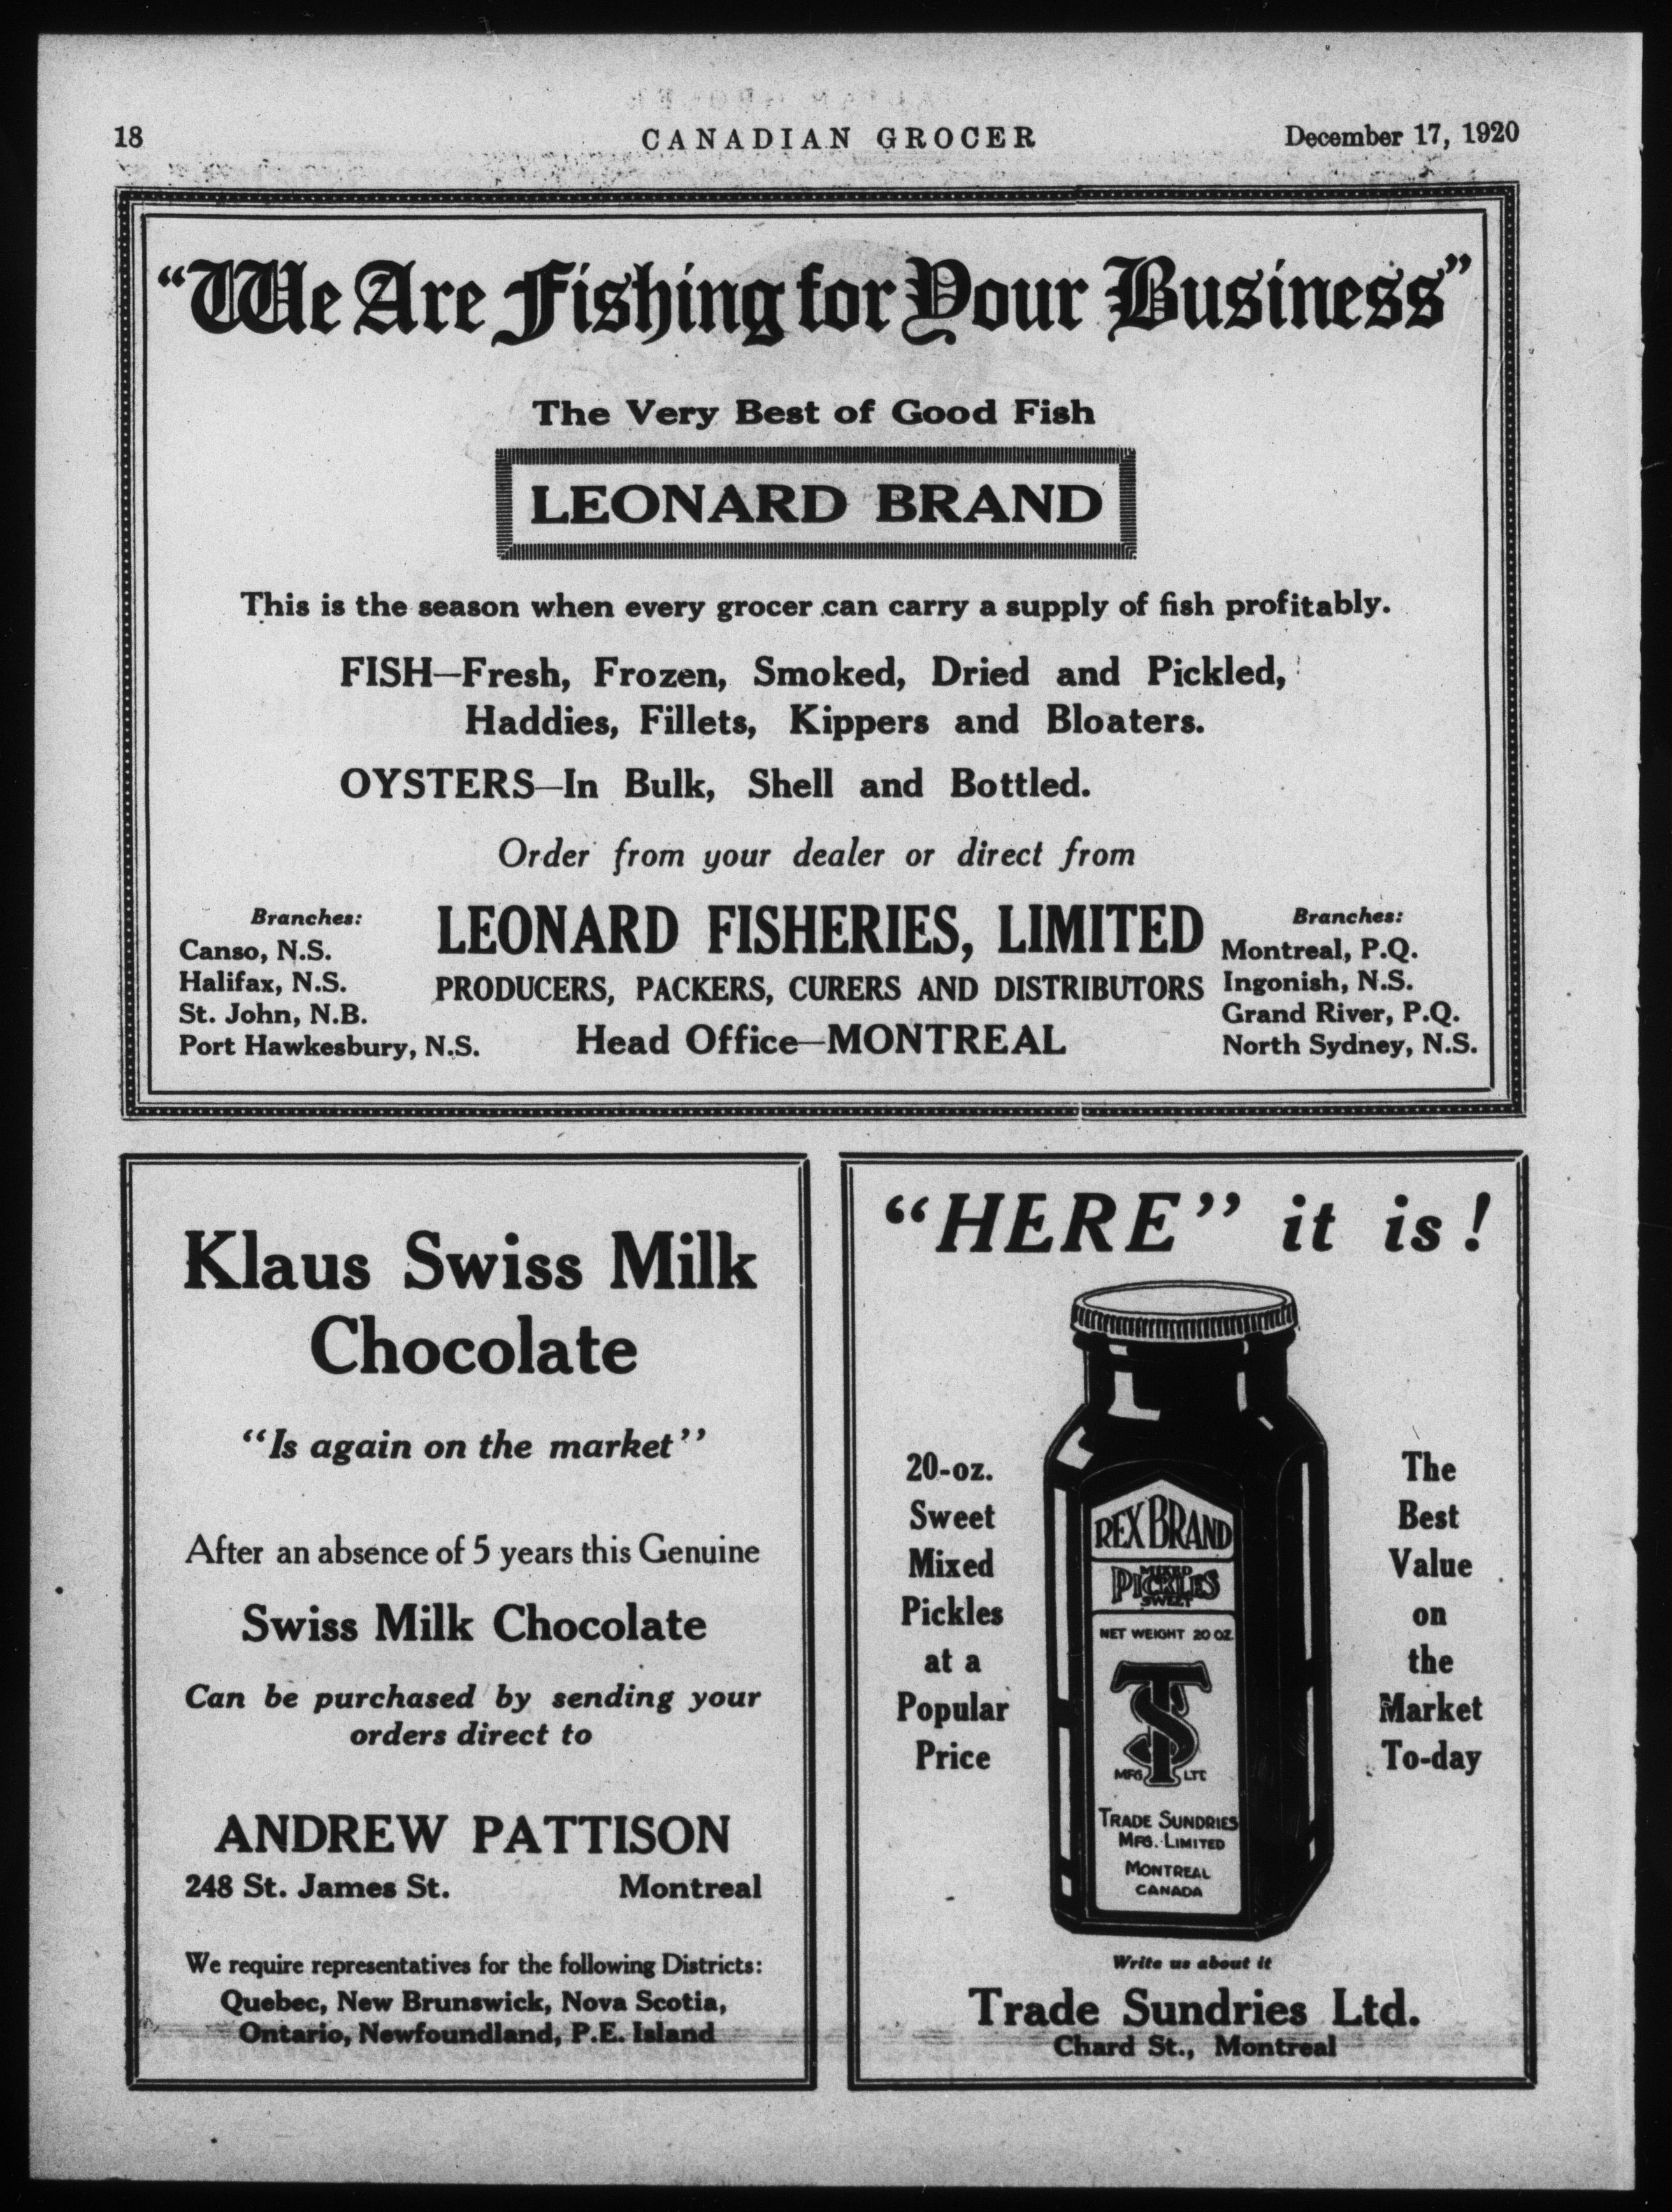 18
CANADIAN GROCER
December 17, 1920
"We Are Fishing for Your Business"
The Very Best of Good Fish
LEONARD BRAND
This is the season when every grocer can carry a supply of fish profitably.
FISH—Fresh, Frozen, Smoked, Dried and Pickled,
Haddies, Fillets, Kippers and Bloaters.
OYSTERS—In Bulk, Shell and Bottled.
Order from your dealer or direct from
Branches:
Canso, N.S.
Halifax, N.S.
St. John, N.B.
Port Hawkesbury, N.S.
LEONARD FISHERIES, LIMITED
PRODUCERS, PACKERS, CURERS AND DISTRIBUTORS
Head Office—MONTREAL
Branches:
Montreal, P.Q.
Ingonish, N.S.
Grand River, P.Q.
North Sydney, N.S.
Klaus Swiss Milk
Chocolate
"Is again on the market"
After an absence of 5 years this Genuine
Swiss Milk Chocolate
Can be purchased by sending your
orders direct to
ANDREW PATTISON
248 St. James St. Montreal
We require representatives for the following Districts:
Quebec, New Brunswick, Nova Scotia,
Ontario, Newfoundland, P.E. Island
"HERE" it is!
20-oz.
Sweet
Mixed
Pickles
at a
Popular
Price
REX BRAND
MIXED
PICKLES
SWEET
NET WEIGHT 20 OZ.
TS
MFG. LTD
TRADE SUNDRIES
MFG. LIMITED
MONTREAL
CANADA
The
Best
Value
on
the
Market
To-day
Write us about it
Trade Sundries Ltd.
Chard St., Montreal